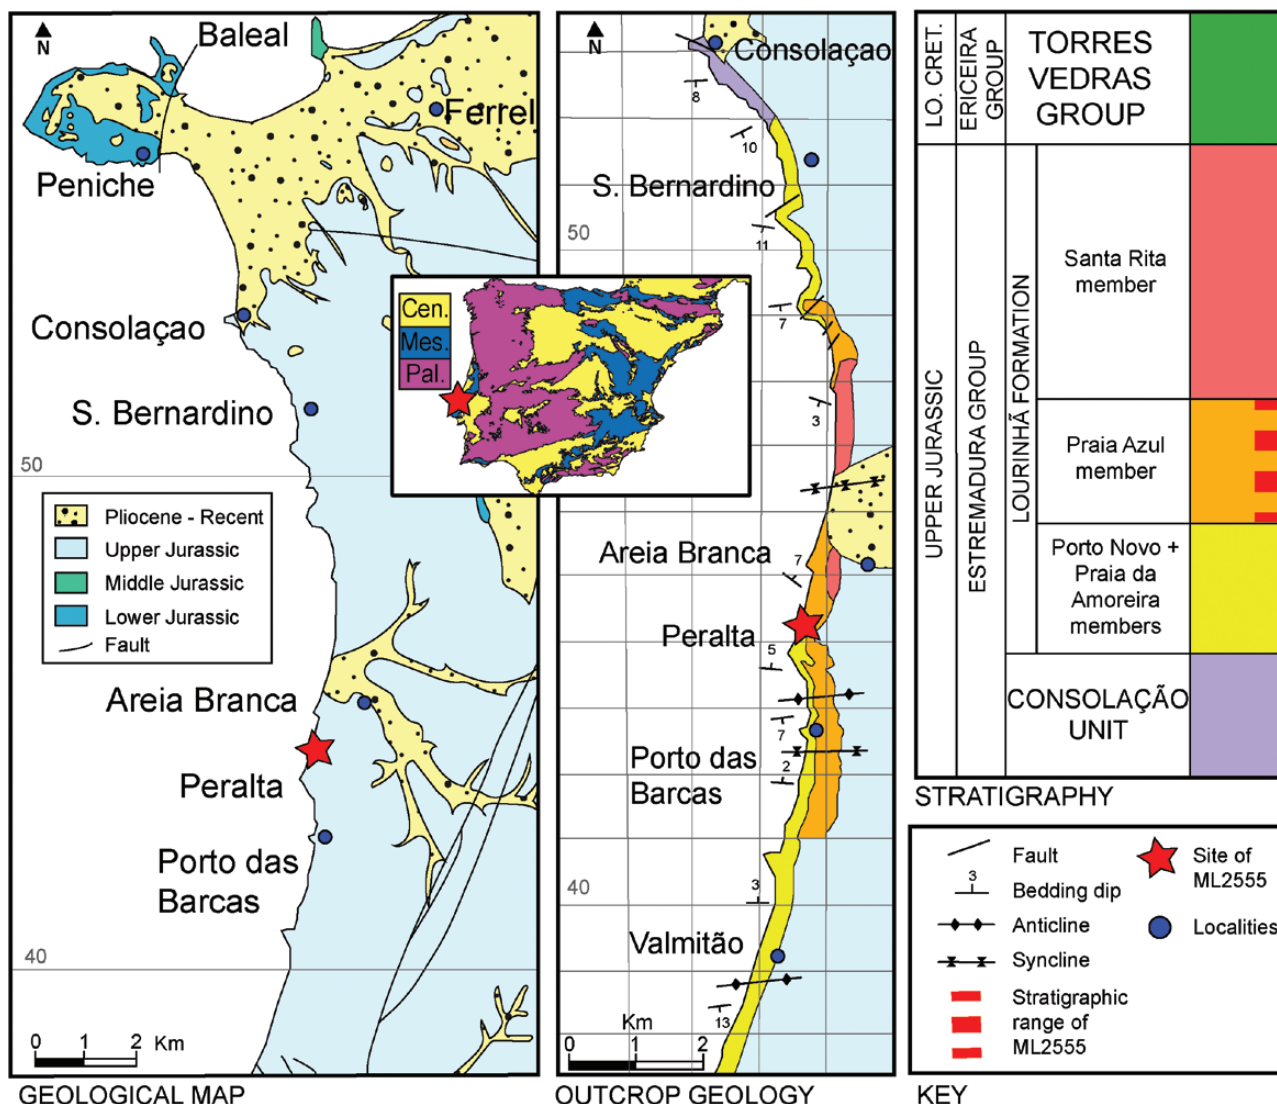 N
Baleal
Ferrel
Peniche
Consolaçao
S. Bernardino
50
Pliocene - Recent
Upper Jurassic
Middle Jurassic
Lower Jurassic
Fault
Areia Branca
Peralta
Porto das
Barcas
40
0 1 2 Km
GEOLOGICAL MAP
Cen.
Mes.
Pal.
N
Consolaçao
8
10
S. Bernardino
11
50
7
3
Areia Branca
7
Peralta
5
7
Porto das
Barcas
2
40
3
Valmitão
13
Km
0 1 2
OUTCROP GEOLOGY
LO. CRET.
ERICEIRA
GROUP
TORRES
VEDRAS
GROUP
UPPER JURASSIC
ESTREMADURA GROUP
LOURINHÃ FORMATION
Santa Rita
member
Praia Azul
member
Porto Novo +
Praia da
Amoreira
members
CONSOLAÇÃO
UNIT
STRATIGRAPHY
Fault
3
Bedding dip
Anticline
Syncline
Stratigraphic
range of
ML2555
Site of
ML2555
Localities
KEY